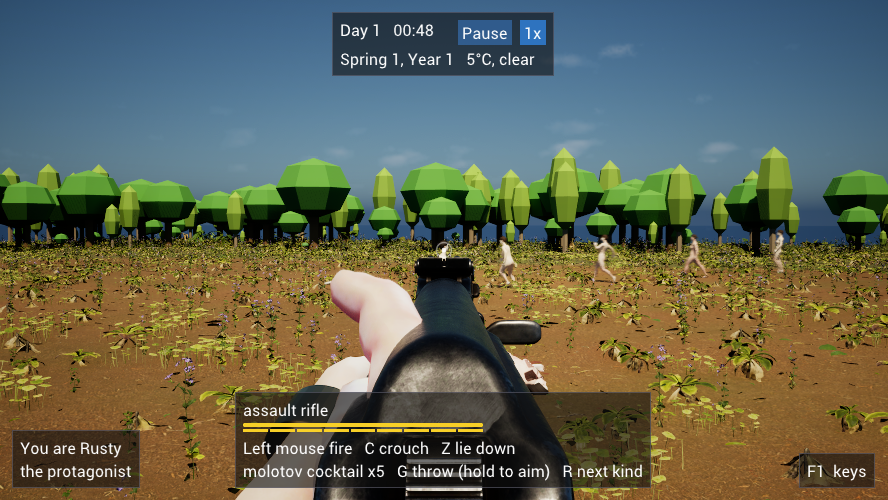 Day 1 00:48 Pause 1x
Spring 1, Year 1 5°C, clear
assault rifle
Left mouse fire C crouch Z lie down
molotov cocktail x5 G throw (hold to aim) R next kind
You are Rusty
the protagonist
F1 keys